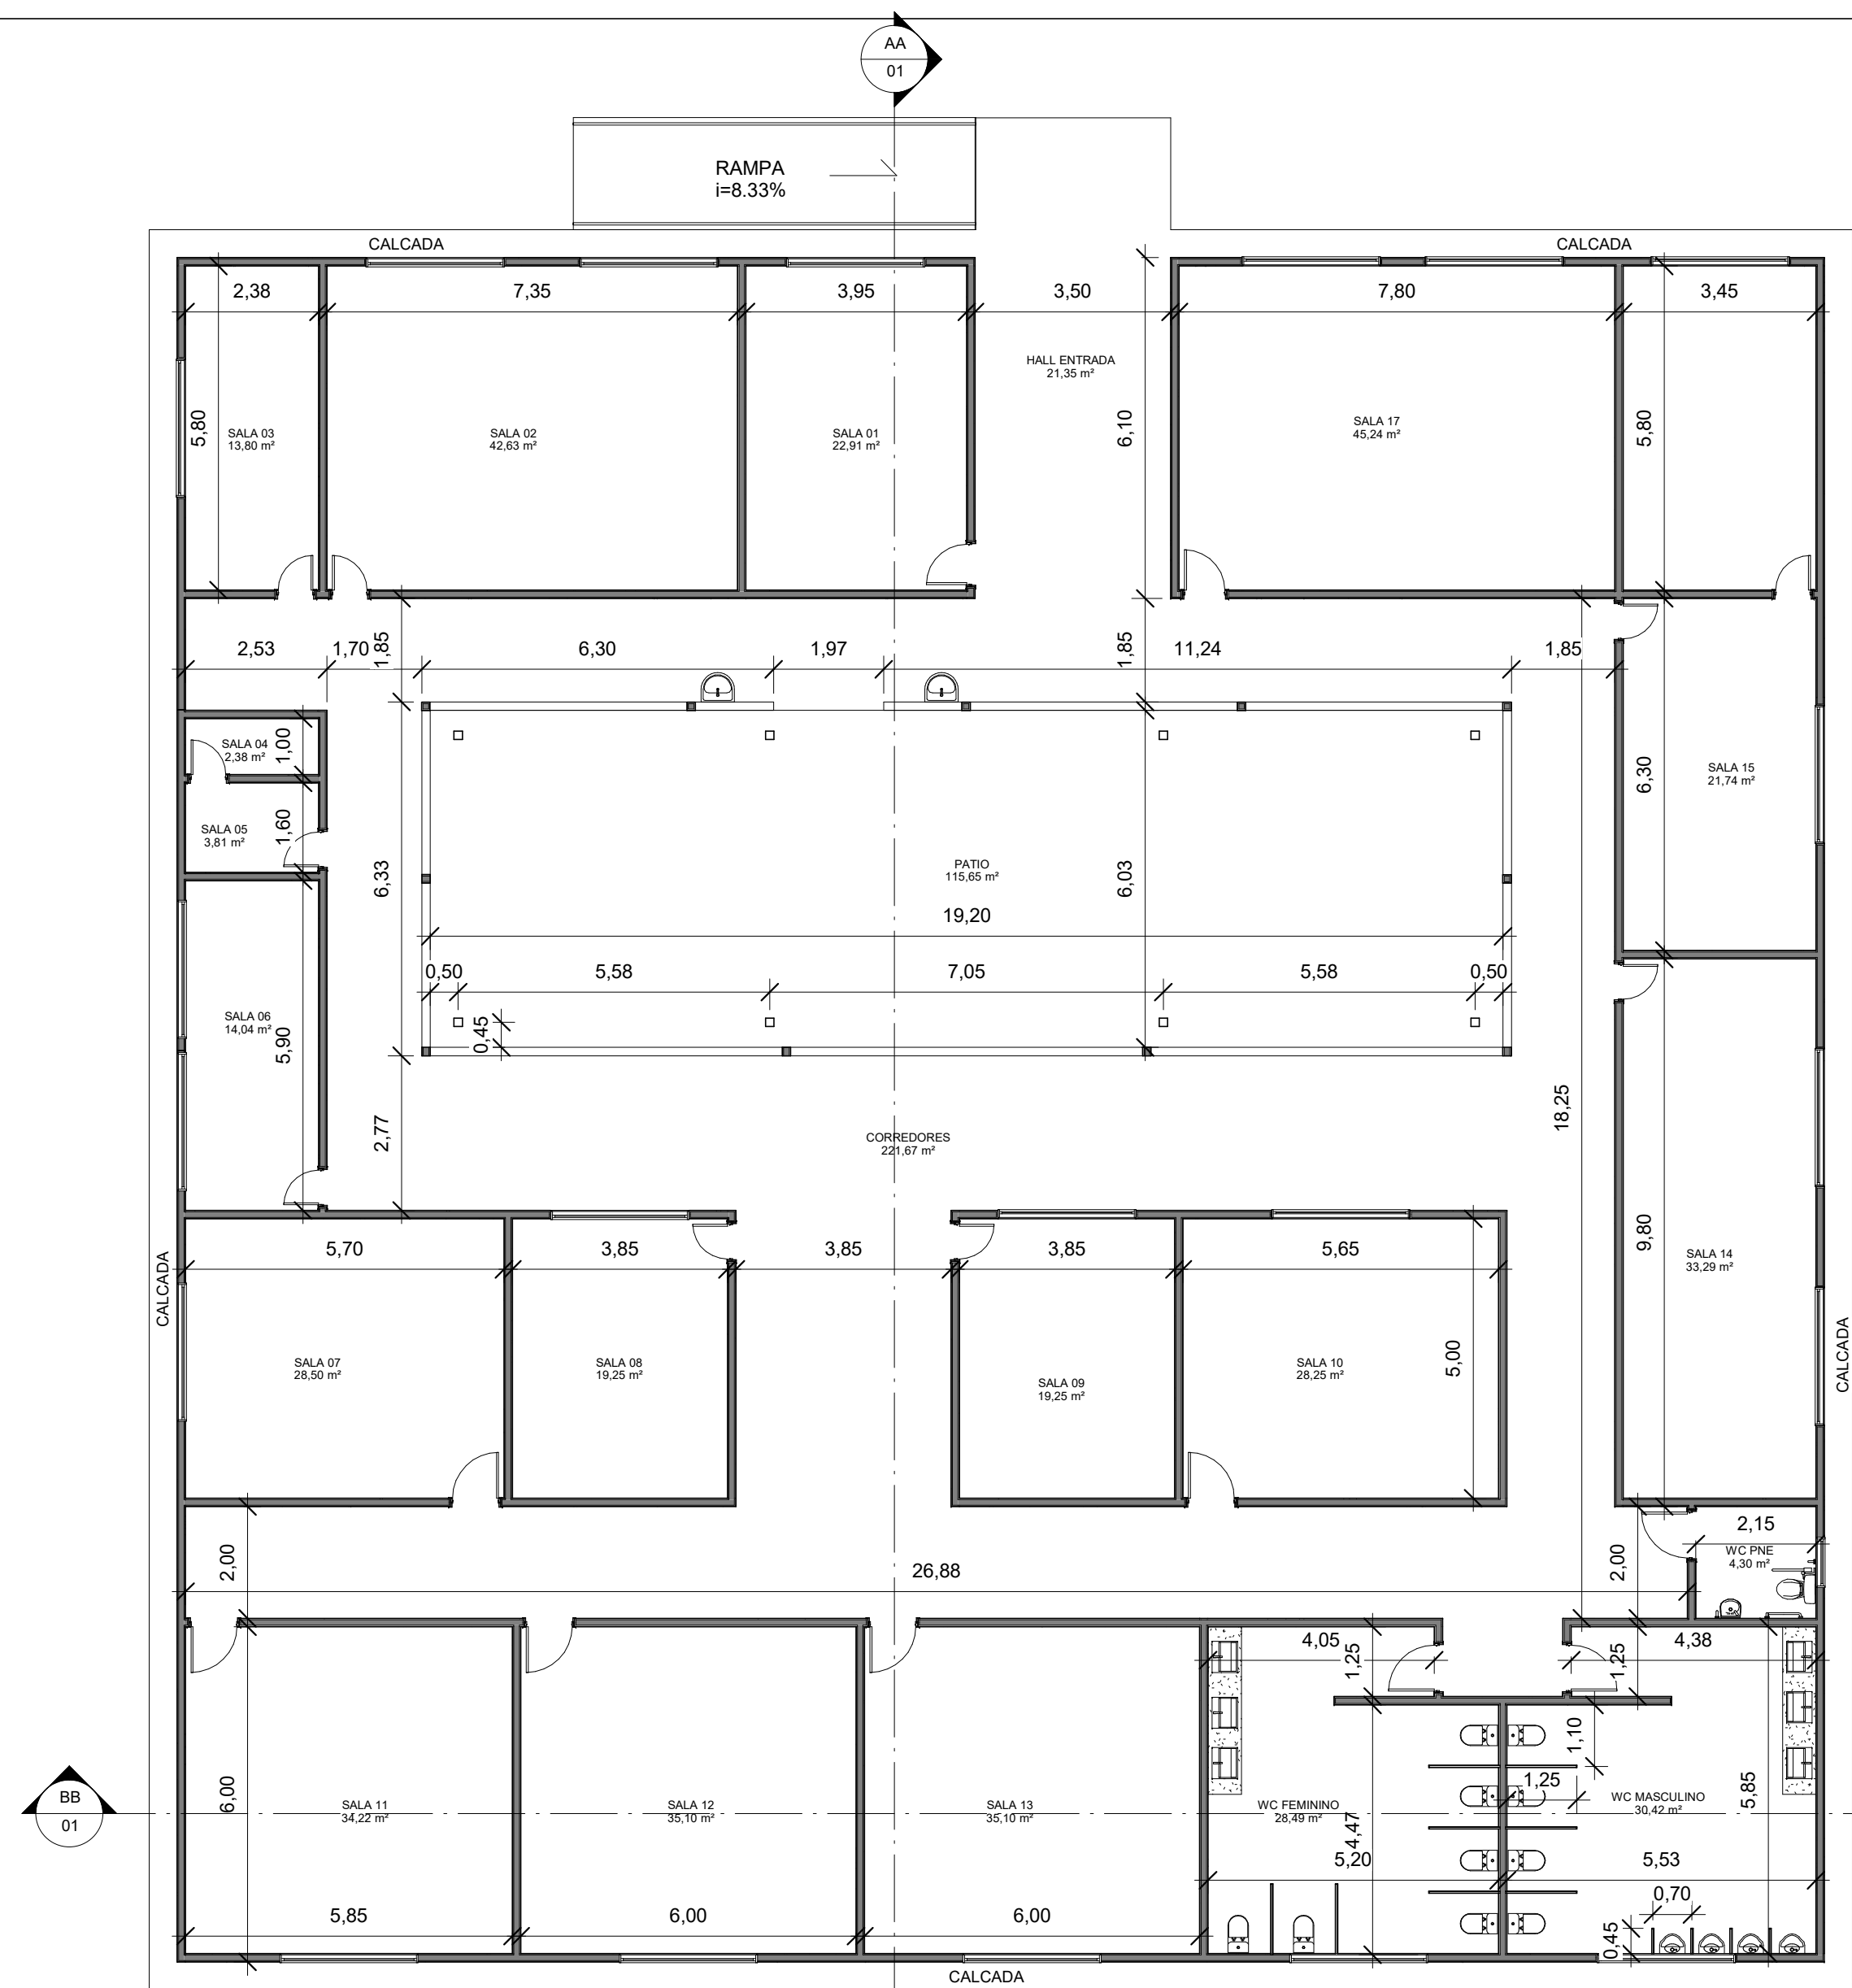 AA
01
RAMPA
i=8.33%
CALCADA
CALCADA
2,38
7,35
3,95
3,50
7,80
3,45
HALL ENTRADA
21,35 m²
5,80
SALA 03
13,80 m²
SALA 02
42,63 m²
SALA 01
22,91 m²
6,10
SALA 17
45,24 m²
5,80
2,53
1,70
1,85
6,30
1,97
1,85
11,24
1,85
SALA 04
2,38 m²
1,00
SALA 05
3,81 m²
1,60
6,33
PATIO
115,65 m²
6,03
SALA 15
21,74 m²
6,30
19,20
0,50
5,58
7,05
5,58
0,50
SALA 06
14,04 m²
5,90
0,45
2,77
CORREDORES
221,67 m²
18,25
CALCADA
5,70
3,85
3,85
3,85
5,65
9,80
SALA 14
33,29 m²
SALA 07
28,50 m²
SALA 08
19,25 m²
SALA 09
19,25 m²
SALA 10
28,25 m²
5,00
CALCADA
2,00
26,88
2,00
2,15
WC PNE
4,30 m²
4,05
1,25
1,25
4,38
1,10
BB
01
6,00
SALA 11
34,22 m²
SALA 12
35,10 m²
SALA 13
35,10 m²
WC FEMININO
28,49 m²
4,47
1,25
WC MASCULINO
30,42 m²
5,85
5,20
5,53
0,70
0,45
5,85
6,00
6,00
CALCADA